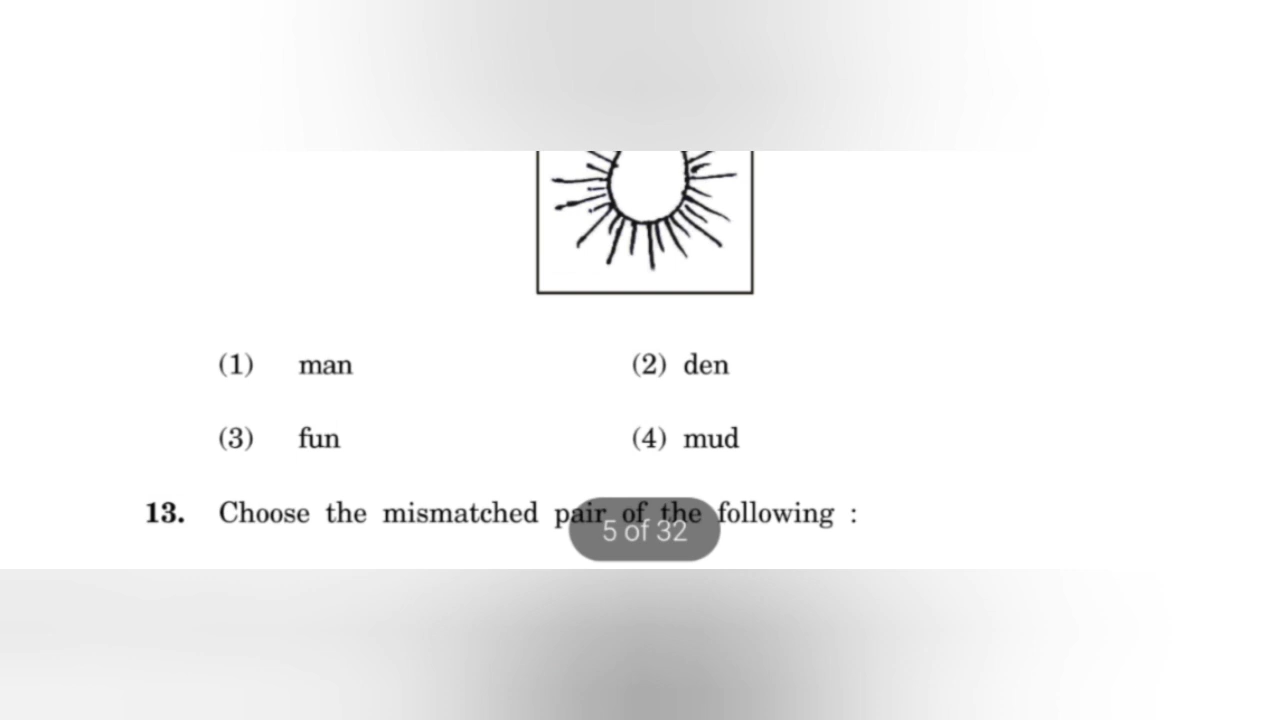 (1) man (2) den
(3) fun (4) mud
13. Choose the mismatched pair of the following :
5 of 32